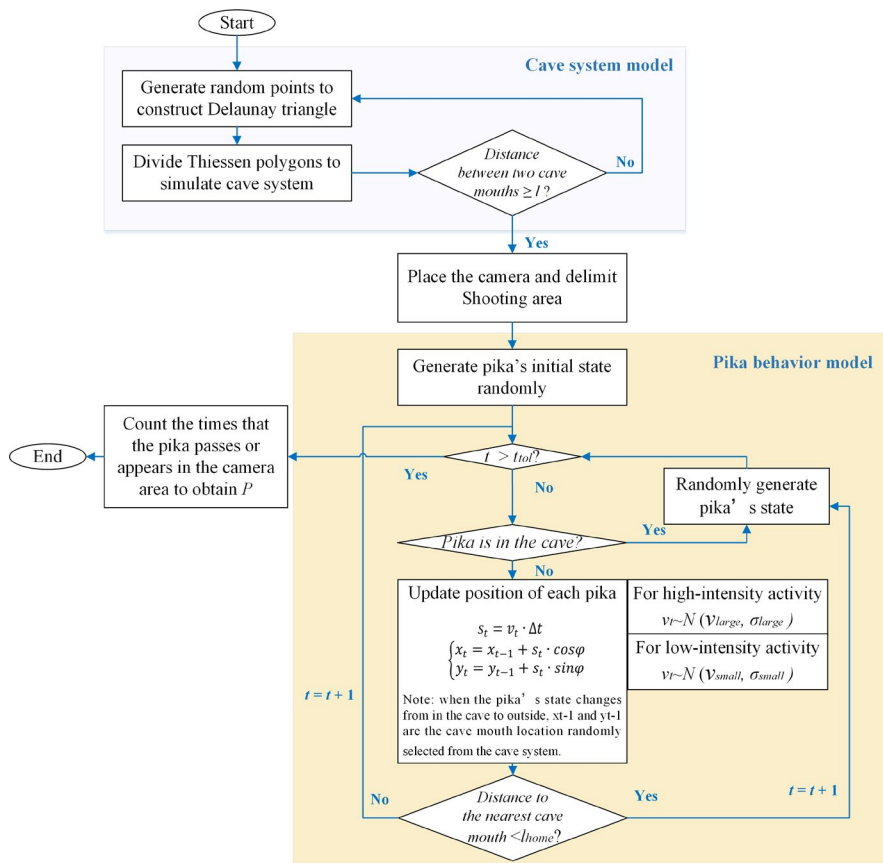 Start
Cave system model
Generate random points to
construct Delaunay triangle
Divide Thiessen polygons to
simulate cave system
Distance
between two cave
mouths ≥ l ?
No
Yes
Place the camera and delimit
Shooting area
Pika behavior model
Generate pika's initial state
randomly
Count the times that
the pika passes or
appears in the camera
area to obtain P
End
t > ttol?
Yes
No
Randomly generate
pika's state
Pika is in the cave?
Yes
No
Update position of each pika
st = vt · Δt
xt = xt−1 + st · cosφ
yt = yt−1 + st · sinφ
Note: when the pika's state changes
from in the cave to outside, xt-1 and yt-1
are the cave mouth location randomly
selected from the cave system.
For high-intensity activity
vt~N (vlarge, σlarge )
For low-intensity activity
vt~N (vsmall, σsmall )
t = t + 1
t = t + 1
No
Distance to
the nearest cave
mouth <lhome?
Yes